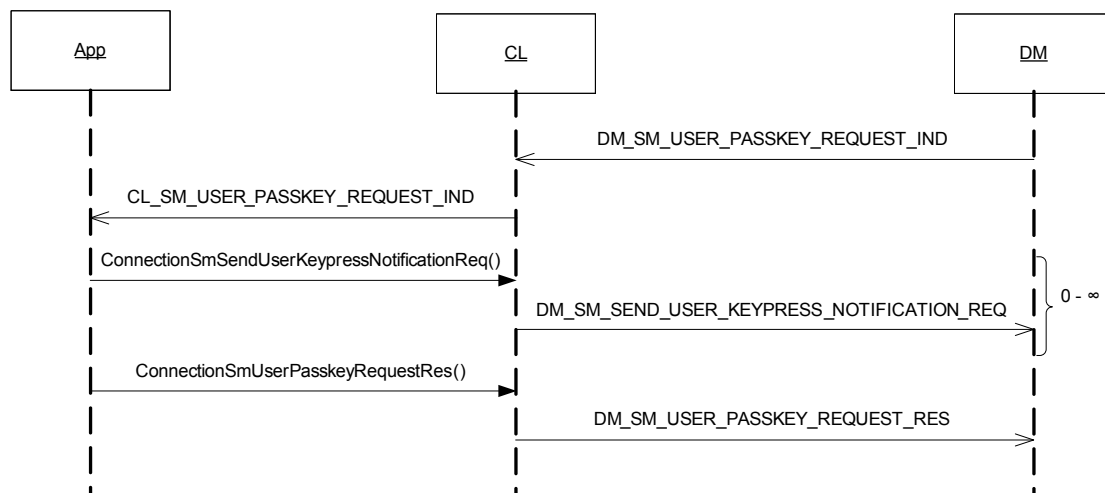 App
CL
DM
DM_SM_USER_PASSKEY_REQUEST_IND
CL_SM_USER_PASSKEY_REQUEST_IND
ConnectionSmSendUserKeypressNotificationReq()
DM_SM_SEND_USER_KEYPRESS_NOTIFICATION_REQ
0 - ∞
ConnectionSmUserPasskeyRequestRes()
DM_SM_USER_PASSKEY_REQUEST_RES